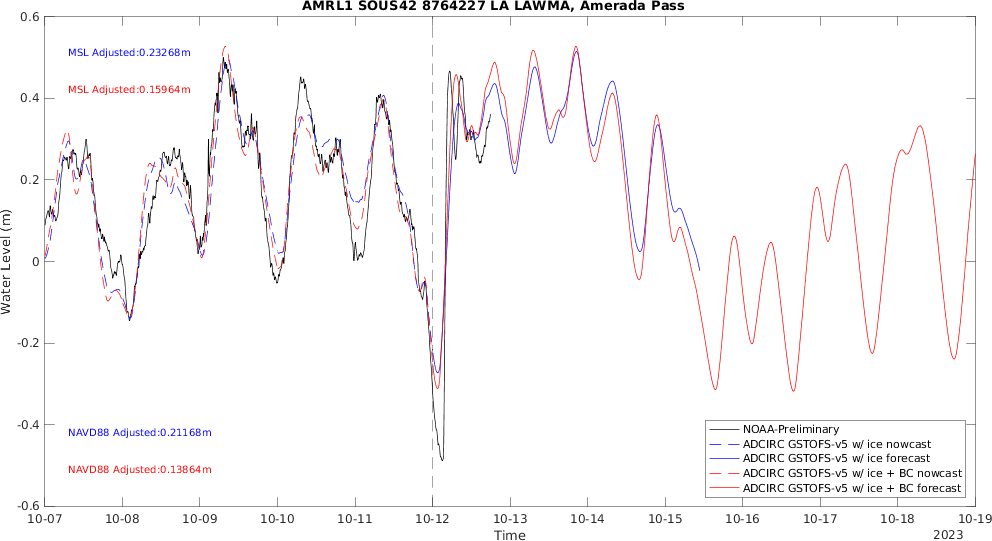 AMRL1 SOUS42 8764227 LA LAWMA, Amerada Pass
0.6
MSL Adjusted:0.23268m
MSL Adjusted:0.15964m
0.4
0.2
0
-0.2
-0.4
-0.6
Water Level (m)
NAVD88 Adjusted:0.21168m
NAVD88 Adjusted:0.13864m
NOAA-Preliminary
ADCIRC GSTOFS-v5 w/ ice nowcast
ADCIRC GSTOFS-v5 w/ ice forecast
ADCIRC GSTOFS-v5 w/ ice + BC nowcast
ADCIRC GSTOFS-v5 w/ ice + BC forecast
10-07 10-08 10-09 10-10 10-11 10-12 10-13 10-14 10-15 10-16 10-17 10-18 10-19
Time
2023